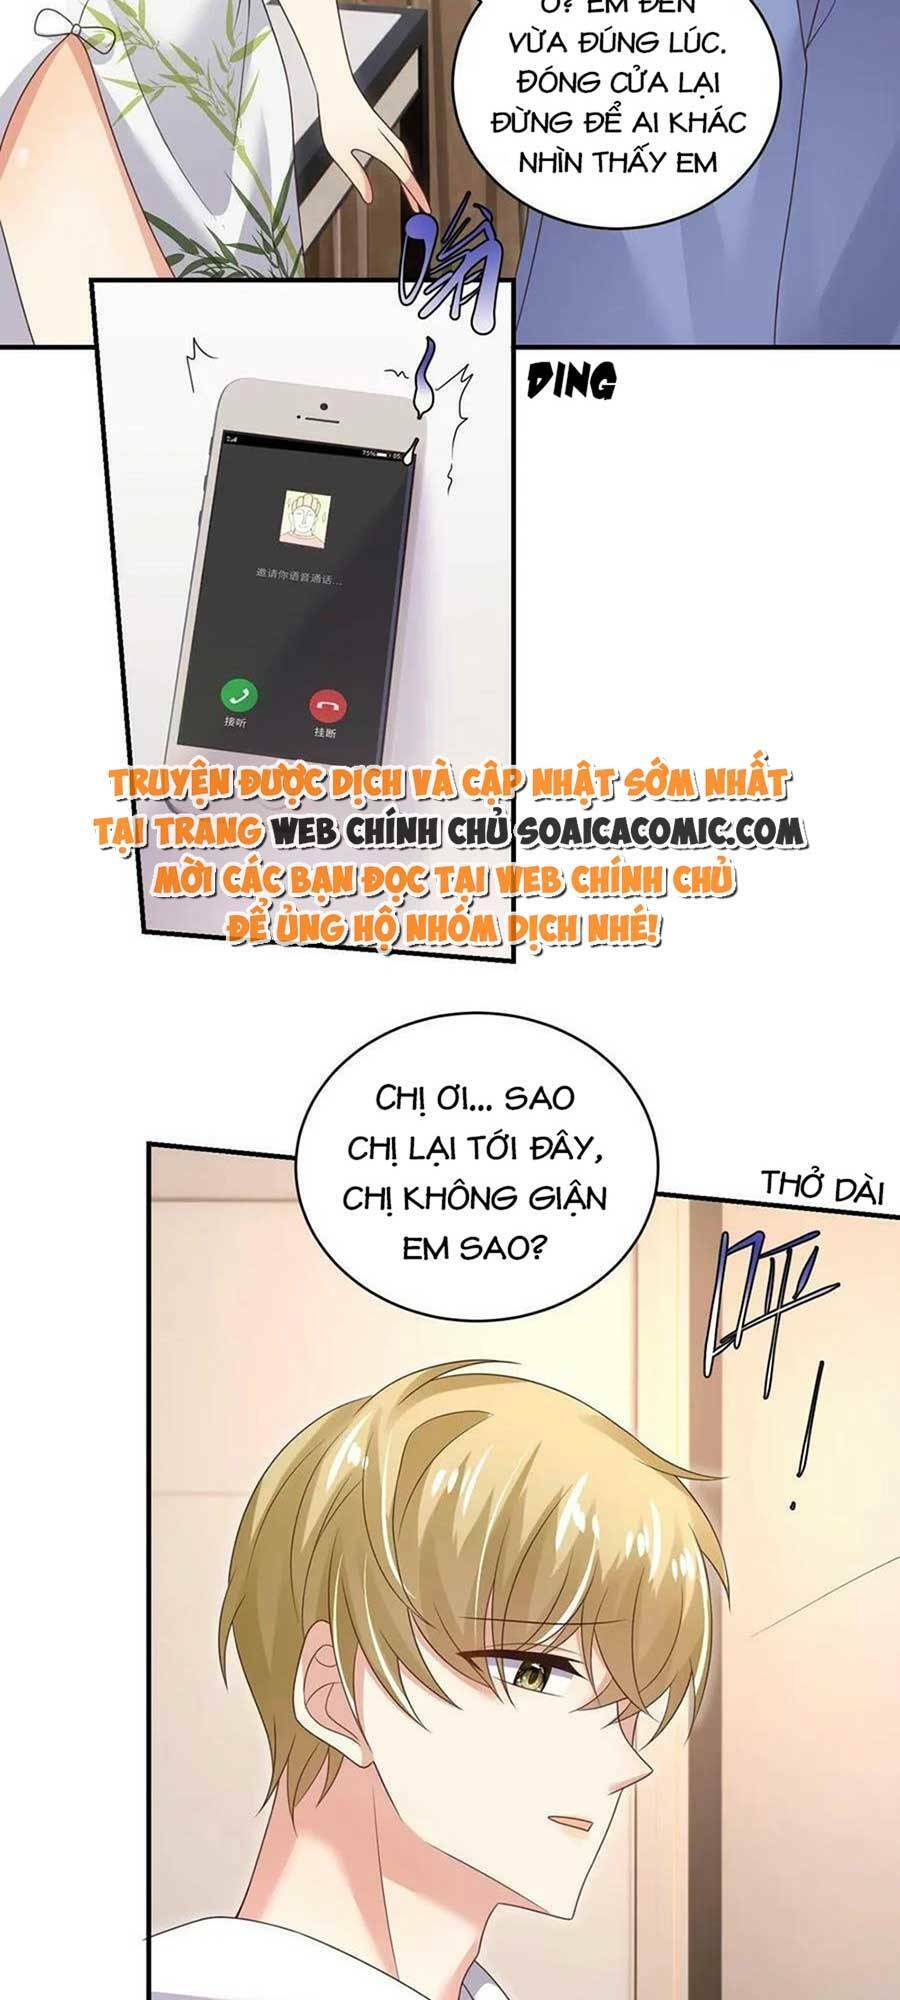 Ờ? EM ĐẾN
VỪA ĐÚNG LÚC.
ĐÓNG CỬA LẠI
ĐỪNG ĐỂ AI KHÁC
NHÌN THẤY EM
DING
75%
邀请你语音通话...
接听
挂断
TRUYỆN ĐƯỢC DỊCH VÀ CẬP NHẬT SỚM NHẤT
TẠI TRANG WEB CHÍNH CHỦ SOAICACOMIC.COM
MỜI CÁC BẠN ĐỌC TẠI WEB CHÍNH CHỦ
ĐỂ ỦNG HỘ NHÓM DỊCH NHÉ!
CHỊ ƠI... SAO
CHỊ LẠI TỚI ĐÂY,
CHỊ KHÔNG GIẬN
EM SAO?
THỞ DÀI